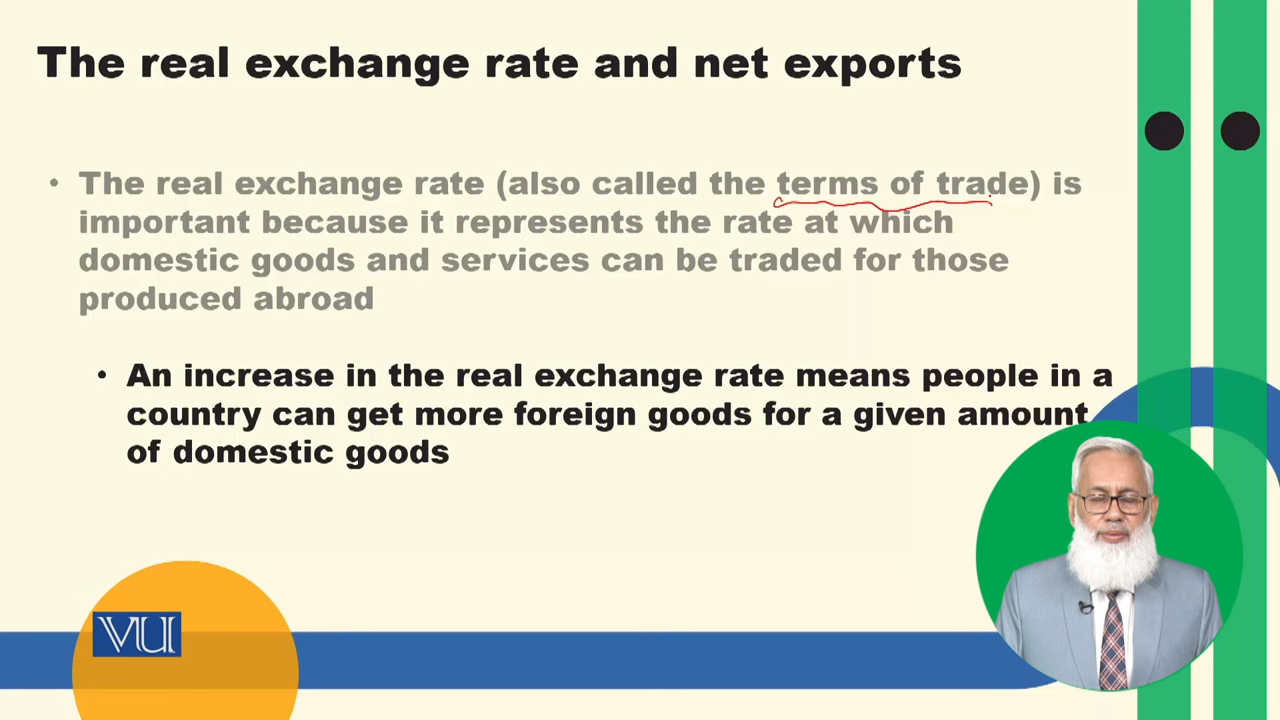 The real exchange rate and net exports
• The real exchange rate (also called the terms of trade) is
important because it represents the rate at which
domestic goods and services can be traded for those
produced abroad
• An increase in the real exchange rate means people in a
country can get more foreign goods for a given amount
of domestic goods
VU